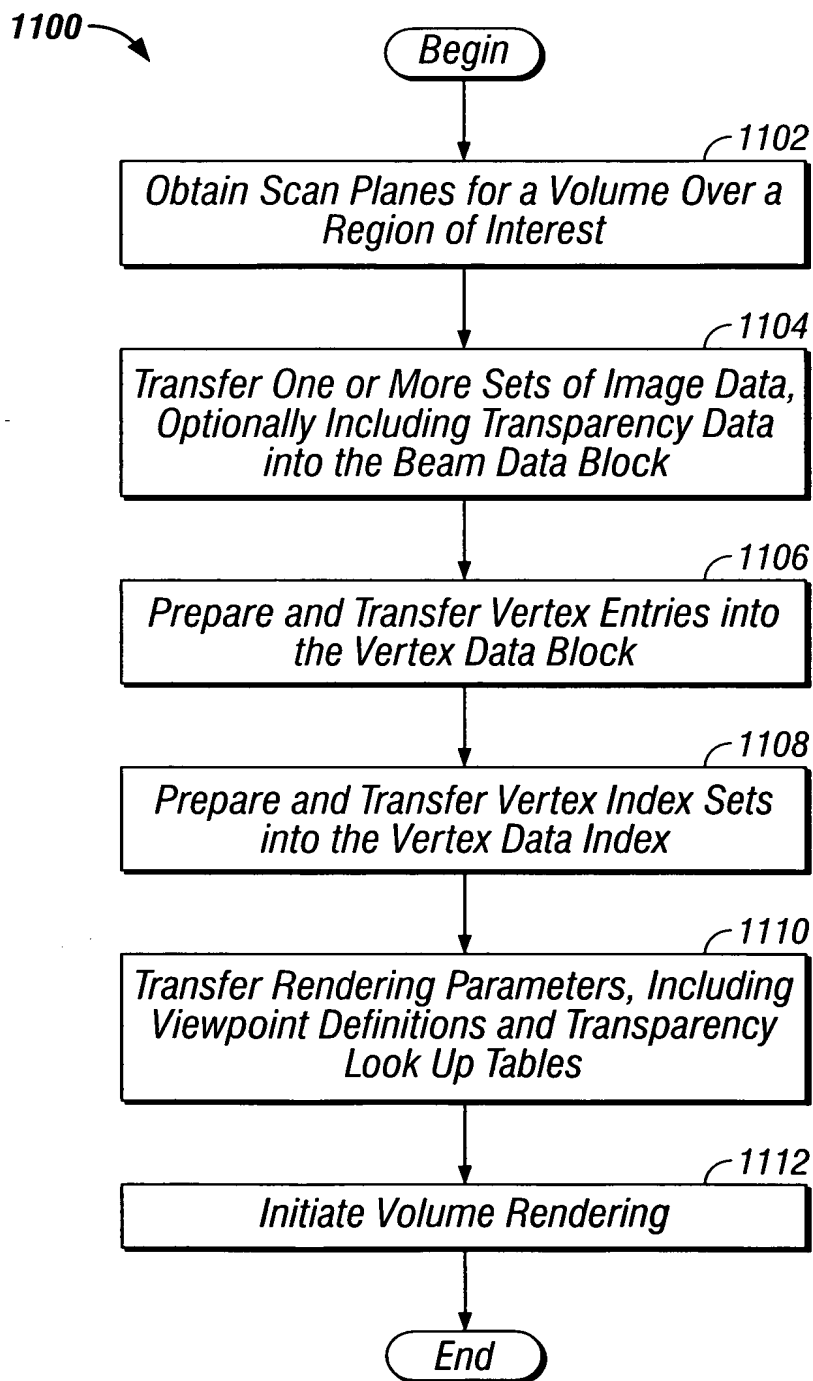 1100
Begin
1102
Obtain Scan Planes for a Volume Over a
Region of Interest
1104
Transfer One or More Sets of Image Data,
Optionally Including Transparency Data
into the Beam Data Block
1106
Prepare and Transfer Vertex Entries into
the Vertex Data Block
1108
Prepare and Transfer Vertex Index Sets
into the Vertex Data Index
1110
Transfer Rendering Parameters, Including
Viewpoint Definitions and Transparency
Look Up Tables
1112
Initiate Volume Rendering
End